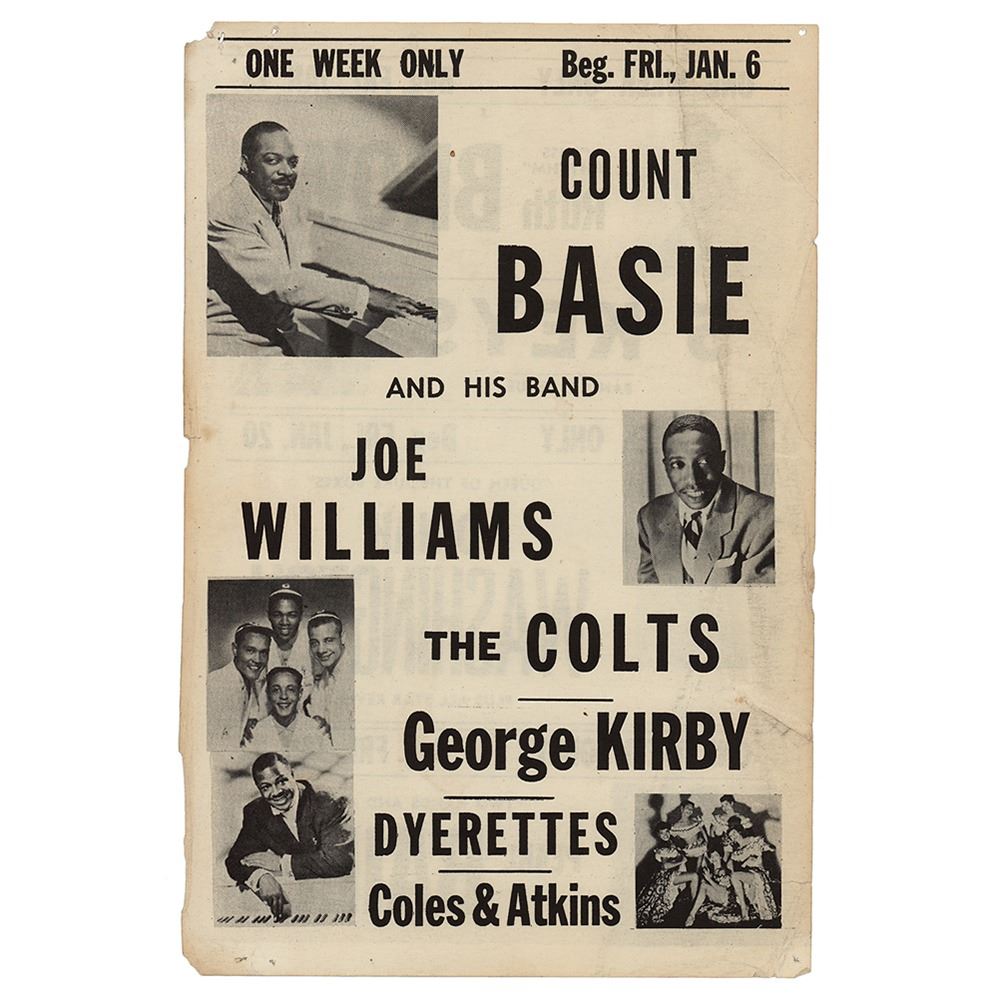 ONE WEEK ONLY Beg. FRI., JAN. 6
COUNT
BASIE
AND HIS BAND
JOE
WILLIAMS
THE COLTS
George KIRBY
DYERETTES
Coles & Atkins